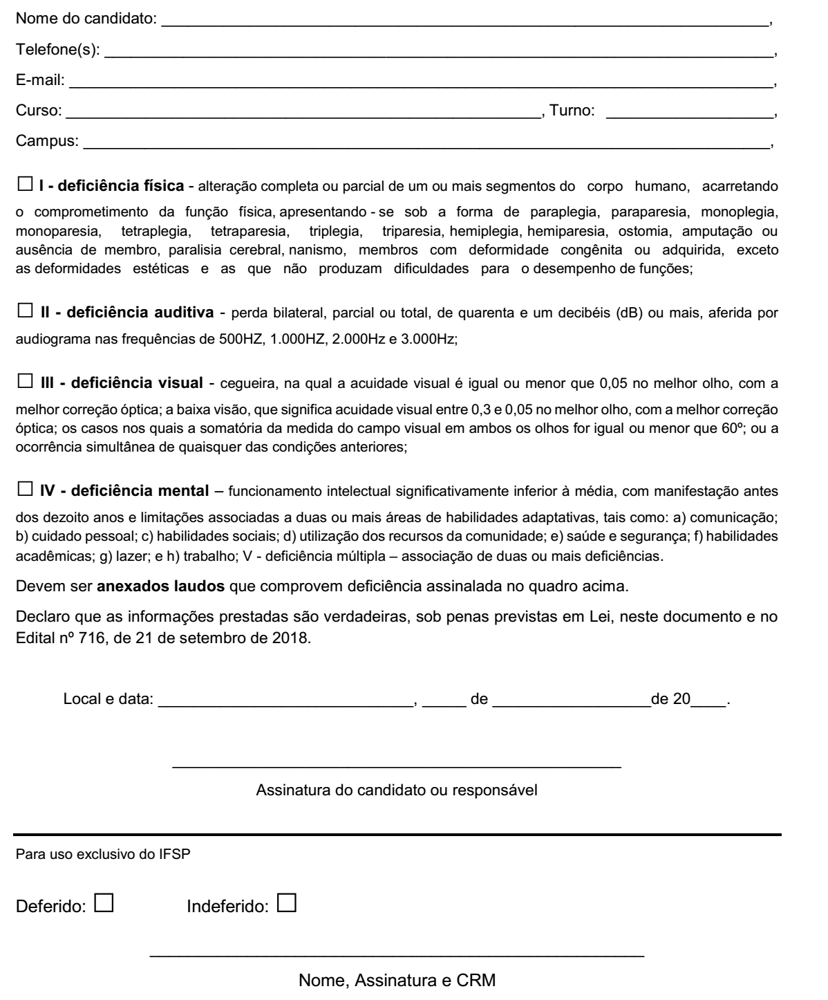 Nome do candidato: ______________________________________________________________________,
Telefone(s): _____________________________________________________________________________,
E-mail: _________________________________________________________________________________,
Curso: _______________________________________________________, Turno: ___________________,
Campus: _______________________________________________________________________________,
☐ I - deficiência física - alteração completa ou parcial de um ou mais segmentos do corpo humano, acarretando
o comprometimento da função física, apresentando - se sob a forma de paraplegia, paraparesia, monoplegia,
monoparesia, tetraplegia, tetraparesia, triplegia, triparesia, hemiplegia, hemiparesia, ostomia, amputação ou
ausência de membro, paralisia cerebral, nanismo, membros com deformidade congênita ou adquirida, exceto
as deformidades estéticas e as que não produzam dificuldades para o desempenho de funções;
☐ II - deficiência auditiva - perda bilateral, parcial ou total, de quarenta e um decibéis (dB) ou mais, aferida por
audiograma nas frequências de 500HZ, 1.000HZ, 2.000Hz e 3.000Hz;
☐ III - deficiência visual - cegueira, na qual a acuidade visual é igual ou menor que 0,05 no melhor olho, com a
melhor correção óptica; a baixa visão, que significa acuidade visual entre 0,3 e 0,05 no melhor olho, com a melhor correção
óptica; os casos nos quais a somatória da medida do campo visual em ambos os olhos for igual ou menor que 60º; ou a
ocorrência simultânea de quaisquer das condições anteriores;
☐ IV - deficiência mental – funcionamento intelectual significativamente inferior à média, com manifestação antes
dos dezoito anos e limitações associadas a duas ou mais áreas de habilidades adaptativas, tais como: a) comunicação;
b) cuidado pessoal; c) habilidades sociais; d) utilização dos recursos da comunidade; e) saúde e segurança; f) habilidades
acadêmicas; g) lazer; e h) trabalho; V - deficiência múltipla – associação de duas ou mais deficiências.
Devem ser anexados laudos que comprovem deficiência assinalada no quadro acima.
Declaro que as informações prestadas são verdadeiras, sob penas previstas em Lei, neste documento e no
Edital nº 716, de 21 de setembro de 2018.
Local e data: _____________________________, _____ de __________________de 20____.
___________________________________________________
Assinatura do candidato ou responsável
Para uso exclusivo do IFSP
Deferido: ☐ Indeferido: ☐
___________________________________________________
Nome, Assinatura e CRM